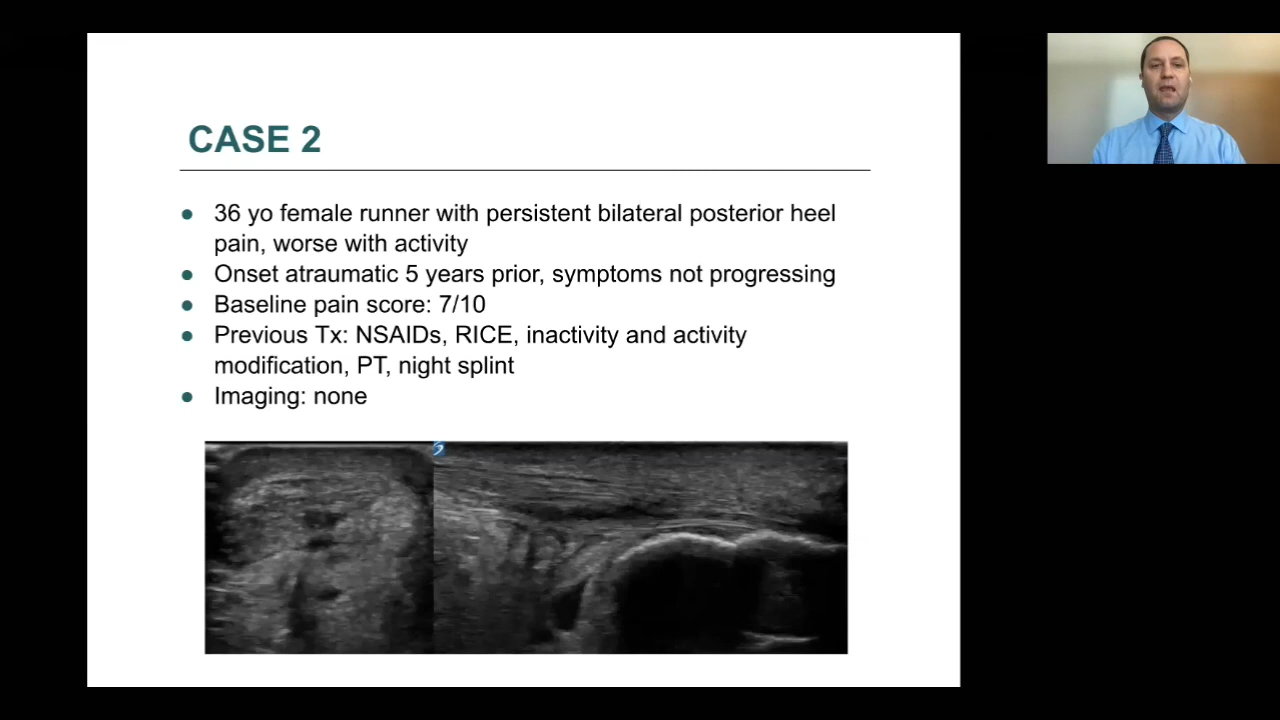 CASE 2
● 36 yo female runner with persistent bilateral posterior heel
pain, worse with activity
● Onset atraumatic 5 years prior, symptoms not progressing
● Baseline pain score: 7/10
● Previous Tx: NSAIDs, RICE, inactivity and activity
modification, PT, night splint
● Imaging: none